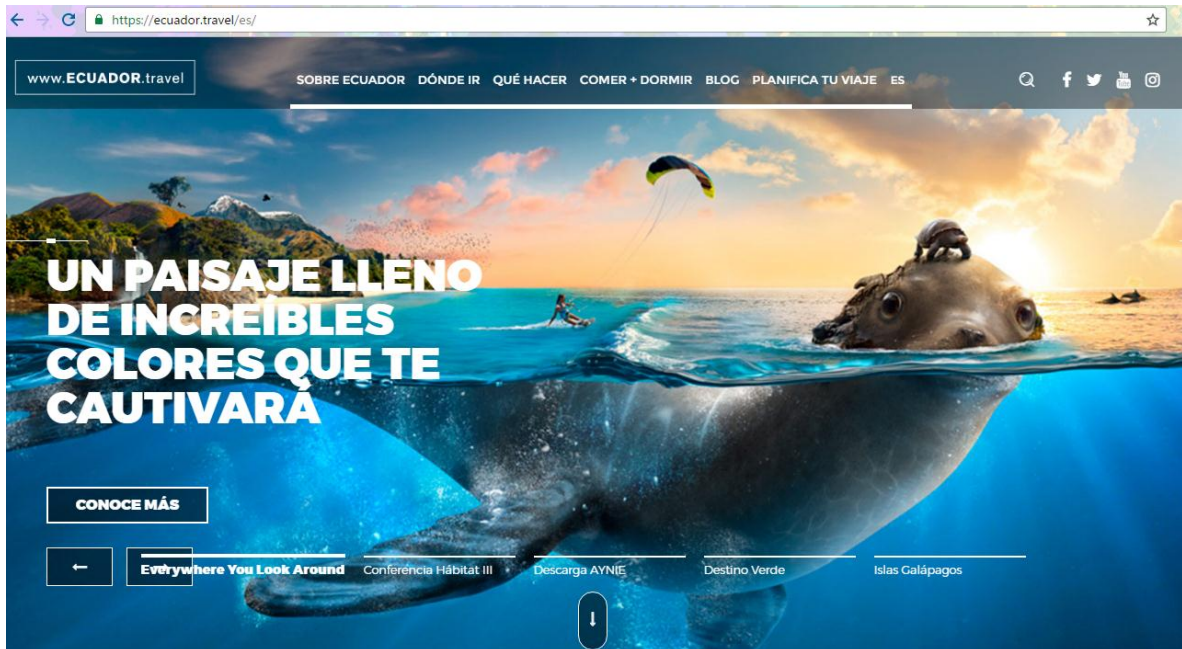 https://ecuador.travel/es/
www.ECUADOR.travel
SOBRE ECUADOR DÓNDE IR QUÉ HACER COMER + DORMIR BLOG PLANIFICA TU VIAJE ES
UN PAISAJE LLENO
DE INCREÍBLES
COLORES QUE TE
CAUTIVARÁ
CONOCE MÁS
Everywhere You Look Around Conferencia Hábitat III Descarga AYNIE Destino Verde Islas Galápagos